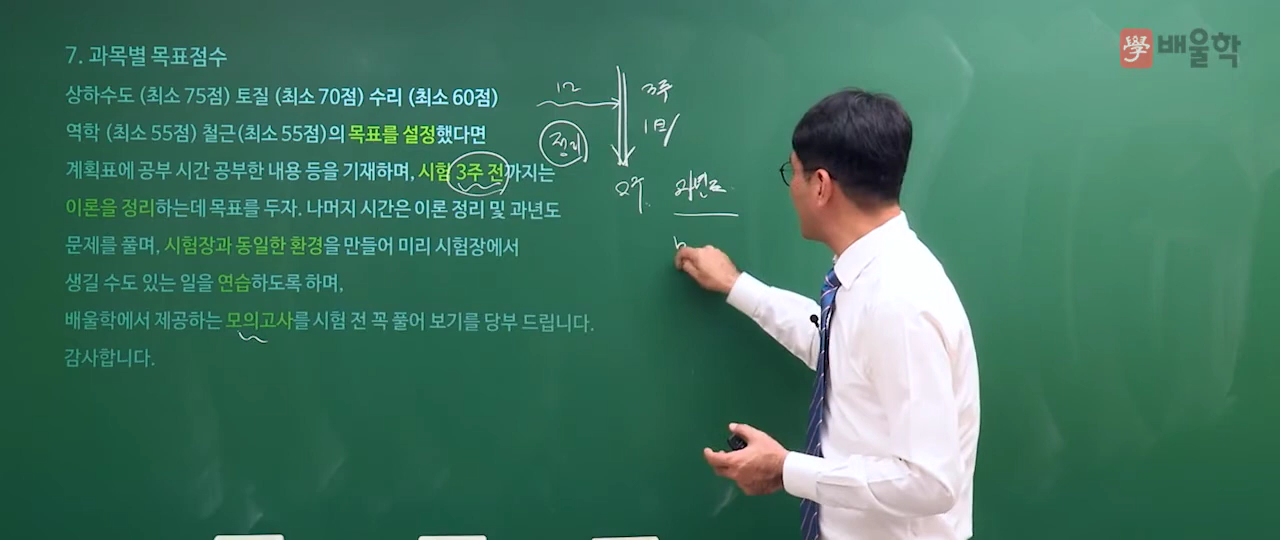 7. 과목별 목표점수
상하수도 (최소 75점) 토질 (최소 70점) 수리 (최소 60점)
역학 (최소 55점) 철근(최소 55점)의 목표를 설정했다면
계획표에 공부 시간 공부한 내용 등을 기재하며, 시험 3주 전까지는
이론을 정리하는데 목표를 두자. 나머지 시간은 이론 정리 및 과년도
문제를 풀며, 시험장과 동일한 환경을 만들어 미리 시험장에서
생길 수도 있는 일을 연습하도록 하며,
배울학에서 제공하는 모의고사를 시험 전 꼭 풀어 보기를 당부 드립니다.
감사합니다.
12
정리
3주
2주
과년도
學 배울학